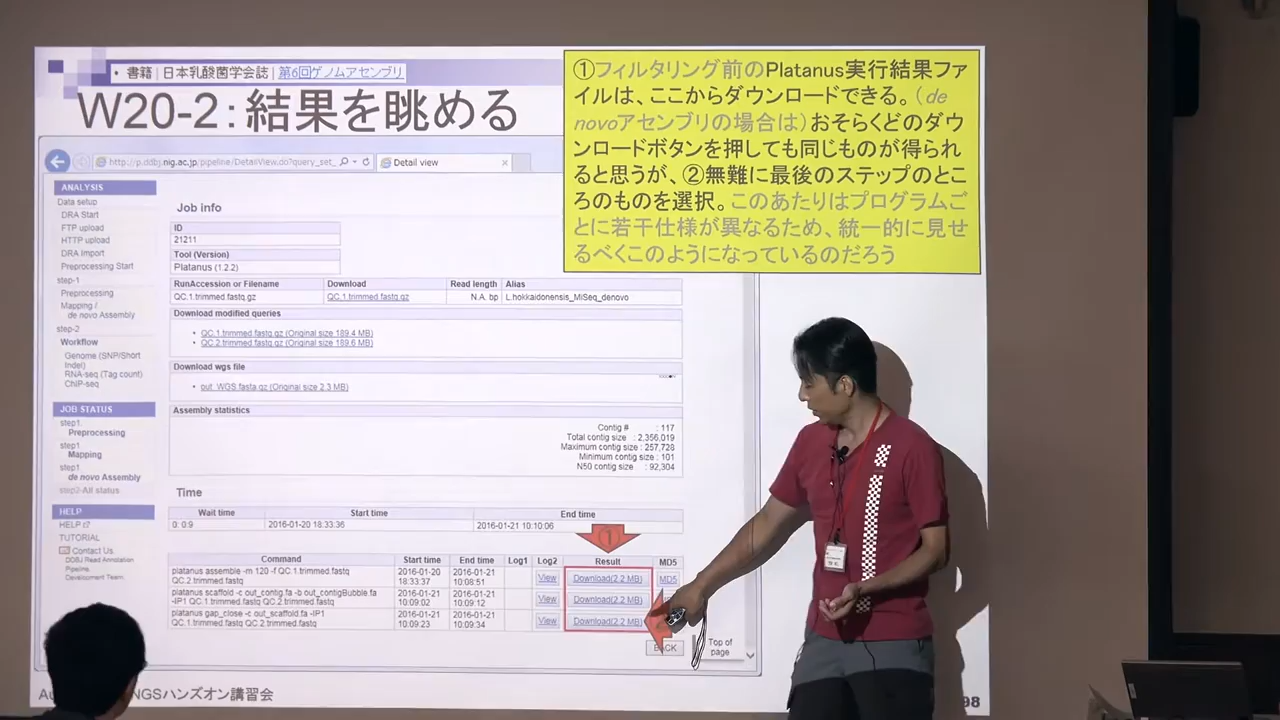 ・書籍 | 日本乳酸菌学会誌 | 第6回ゲノムアセンブリ
W20-2：結果を眺める
①フィルタリング前のPlatanus実行結果ファ
イルは、ここからダウンロードできる。（de
novoアセンブリの場合は）おそらくどのダウ
ンロードボタンを押しても同じものが得られ
ると思うが、②無難に最後のステップのとこ
ろのものを選択。このあたりはプログラムご
とに若干仕様が異なるため、統一的に見せ
るべくこのようになっているのだろう
http://p.ddbj.nig.ac.jp/pipeline/DetailView.do?query_set_
Detail view
ANALYSIS
Data setup
DRA Start
FTP upload
HTTP upload
DRA Import
Preprocessing Start
step-1
Preprocessing
Mapping /
de novo Assembly
step-2
Workflow
Genome (SNP/Short
Indel)
RNA-seq (Tag count)
ChIP-seq
JOB STATUS
step1
Preprocessing
step1
Mapping
step1
de novo Assembly
step2-All status
HELP
TUTORIAL
Contact Us
DDBJ Read Annotation
Pipeline
Development Team
Job info
ID
21211
Tool (Version)
Platanus (1.2.2)
RunAccession or Filename Download Read length Alias
QC.1.trimmed.fastq.gz QC.1.trimmed.fastq.gz N.A. bp L.hokkaidonensis_MiSeq_denovo
Download modified queries
QC.1.trimmed.fastq.gz (Original size 189.4 MB)
QC.2.trimmed.fastq.gz (Original size 189.6 MB)
Download wgs file
out_WGS.fasta.gz (Original size 2.3 MB)
Assembly statistics
Contig # : 117
Total contig size : 2,356,019
Maximum contig size : 257,728
Minimum contig size : 101
N50 contig size : 92,304
Time
Wait time Start time End time
0: 0:9 2016-01-20 18:33:36 2016-01-21 10:10:06
①
Command Start time End time Log1 Log2 Result MD5
platanus assemble -m 120 -f QC.1.trimmed.fastq 2016-01-20 2016-01-21 View Download(2.2 MB) MD5
QC.2.trimmed.fastq 18:33:37 10:08:51
platanus scaffold -c out_contig.fa -b out_contigBubble.fa 2016-01-21 2016-01-21 View Download(2.2 MB)
-IP1 QC.1.trimmed.fastq QC.2.trimmed.fastq 10:09:02 10:09:12
platanus gap_close -c out_scaffold.fa -IP1 2016-01-21 2016-01-21 View Download(2.2 MB)
QC.1.trimmed.fastq QC.2.trimmed.fastq 10:09:23 10:09:34
BACK
Top of
page
NGSハンズオン講習会
98